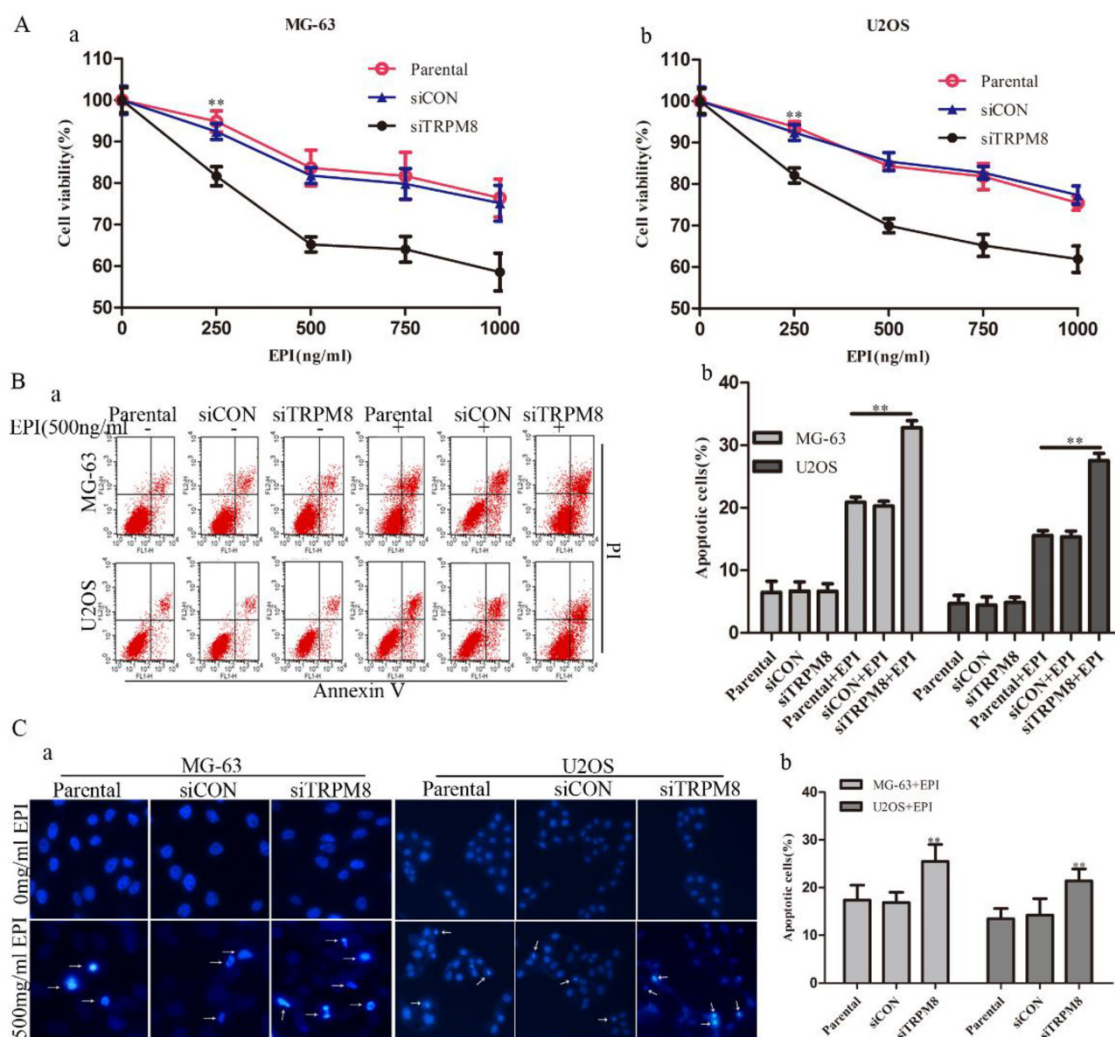 A
a
MG-63
Cell viability(%)
110
100
90
80
70
60
50
**
Parental
siCON
siTRPM8
0
250
500
750
1000
EPI(ng/ml)
b
U2OS
Cell viability(%)
110
100
90
80
70
60
50
**
Parental
siCON
siTRPM8
0
250
500
750
1000
EPI(ng/ml)
B
a
Parental siCON siTRPM8 Parental siCON siTRPM8
EPI(500ng/ml - - - + + +
MG-63
U2OS
FL2-H
FL1-H
PI
Annexin V
b
Apoptotic cells(%)
40
30
20
10
0
MG-63
U2OS
**
**
Parental
siCON
siTRPM8
Parental+EPI
siCON+EPI
siTRPM8+EPI
Parental
siCON
siTRPM8
Parental+EPI
siCON+EPI
siTRPM8+EPI
C
a
MG-63
U2OS
Parental siCON siTRPM8 Parental siCON siTRPM8
0mg/ml EPI
500mg/ml EPI
b
Apoptotic cells(%)
40
30
20
10
0
MG-63+EPI
U2OS+EPI
**
**
Parental
siCON
siTRPM8
Parental
siCON
siTRPM8